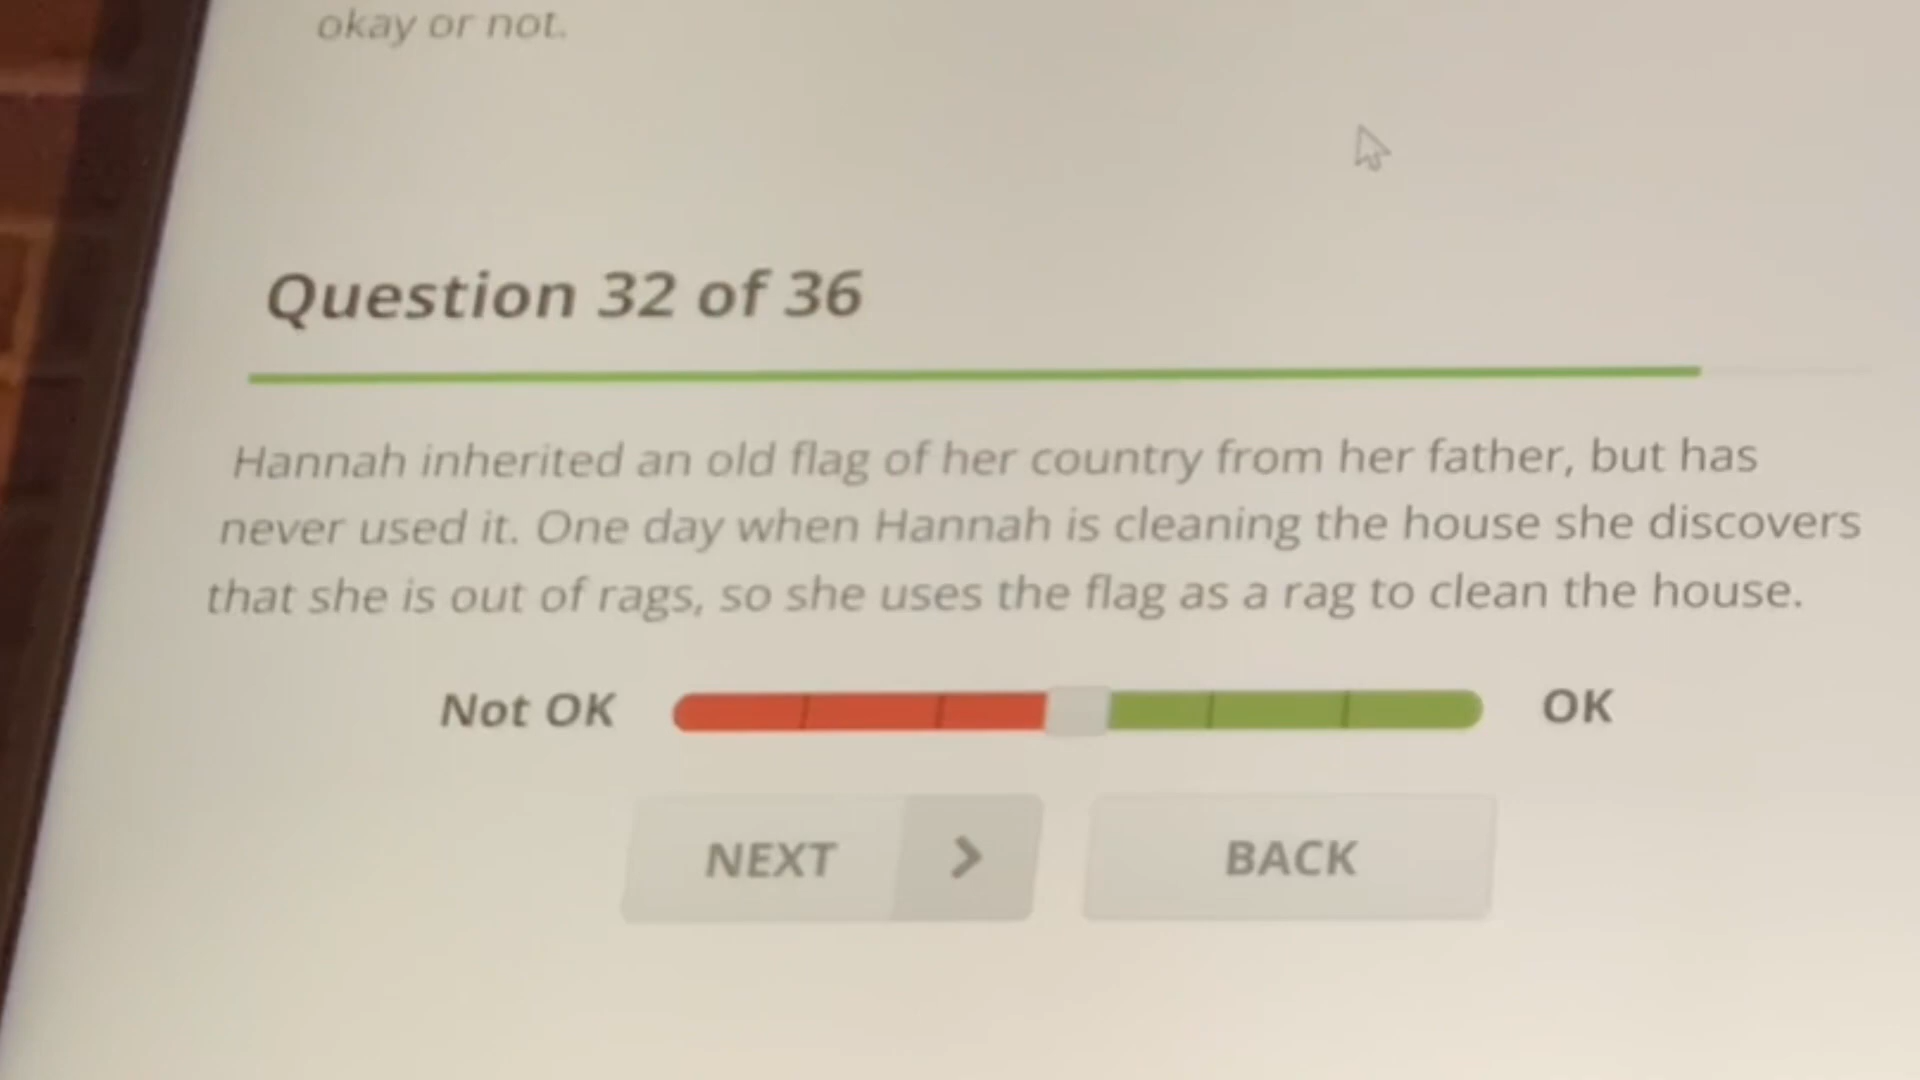 okay or not.
Question 32 of 36
Hannah inherited an old flag of her country from her father, but has
never used it. One day when Hannah is cleaning the house she discovers
that she is out of rags, so she uses the flag as a rag to clean the house.
Not OK OK
NEXT BACK